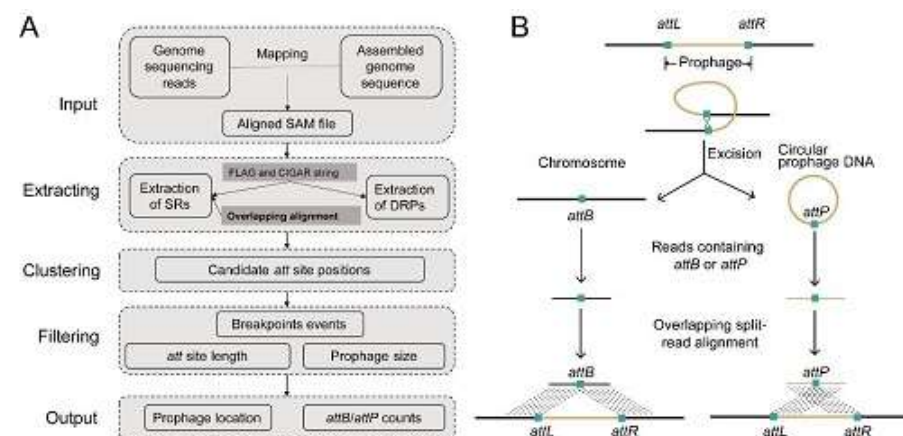 A
Input
Genome
sequencing
reads
Mapping
Assembled
genome
sequence
Aligned SAM file
Extracting
FLAG and CIGAR string
Extraction
of SRs
Extraction
of DRPs
Overlapping alignment
Clustering
Candidate att site positions
Filtering
Breakpoints events
att site length
Prophage size
Output
Prophage location
attB/attP counts
B
attL
attR
Prophage
Chromosome
Excision
Circular
prophage DNA
attB
attP
Reads containing
attB or attP
Overlapping split-
read alignment
attB
attP
attL
attR
attL
attR